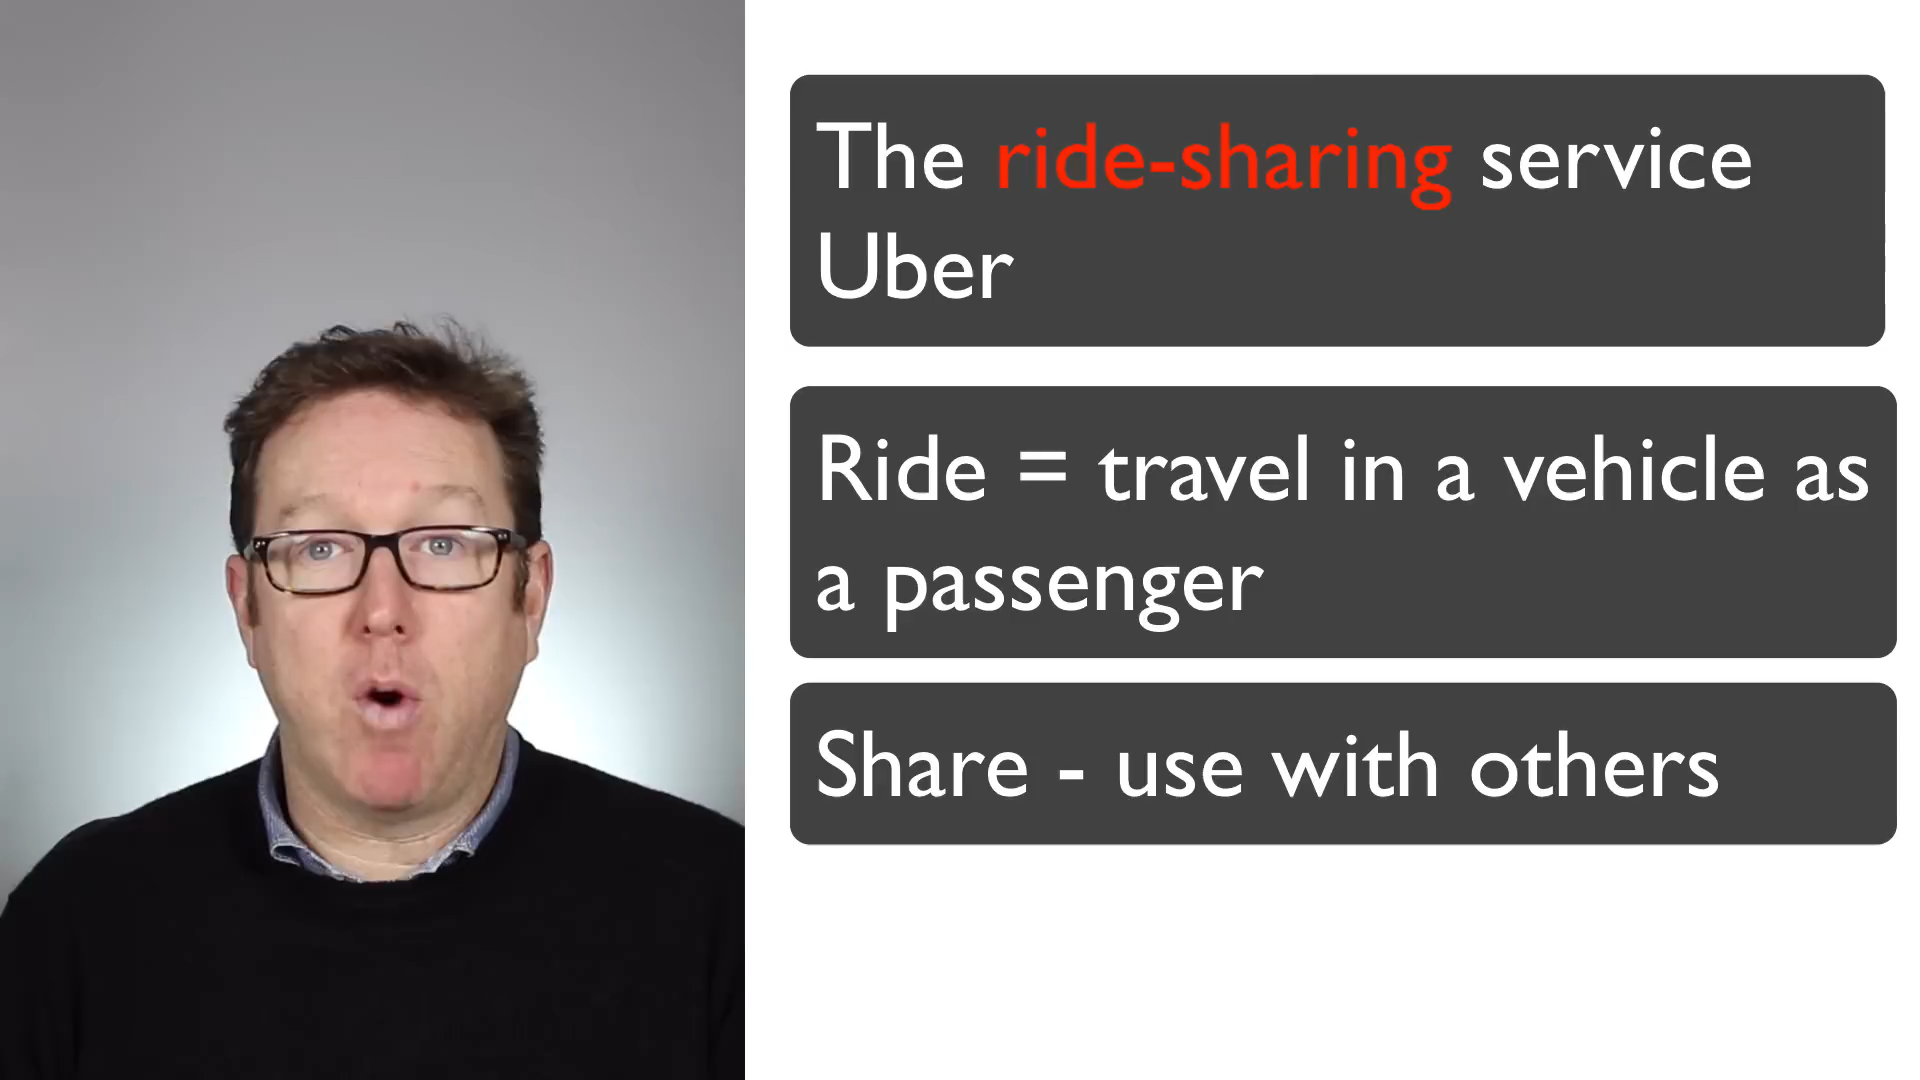 The ride-sharing service
Uber
Ride = travel in a vehicle as
a passenger
Share - use with others